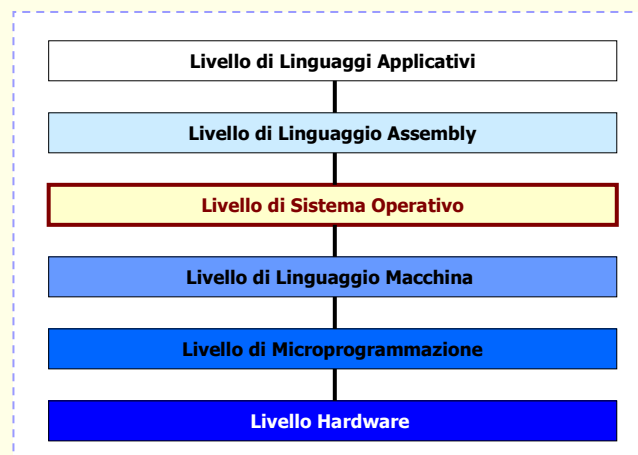 Livello di Linguaggi Applicativi
Livello di Linguaggio Assembly
Livello di Sistema Operativo
Livello di Linguaggio Macchina
Livello di Microprogrammazione
Livello Hardware